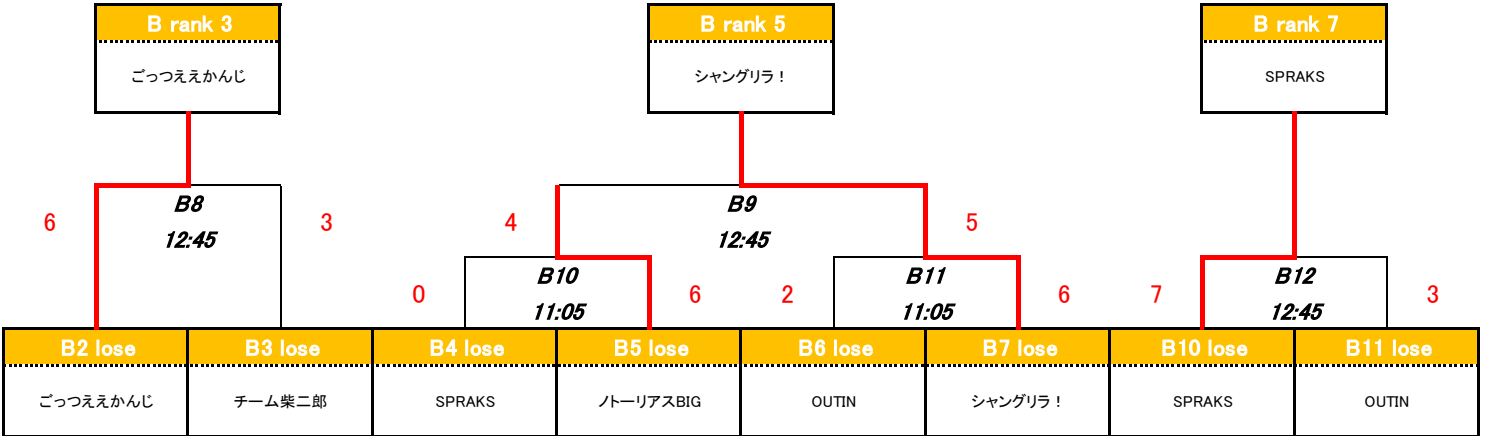 B rank 3
B rank 5
B rank 7
ごっつええかんじ
シャングリラ！
SPRAKS
B8
B9
6
3
4
5
12:45
12:45
B10
B11
B12
0
6
2
6
7
3
11:05
11:05
12:45
B2 lose
B3 lose
B4 lose
B5 lose
B6 lose
B7 lose
B10 lose
B11 lose
ごっつええかんじ
チーム柴二郎
SPRAKS
ノトーリアスBIG
OUTIN
シャングリラ！
SPRAKS
OUTIN